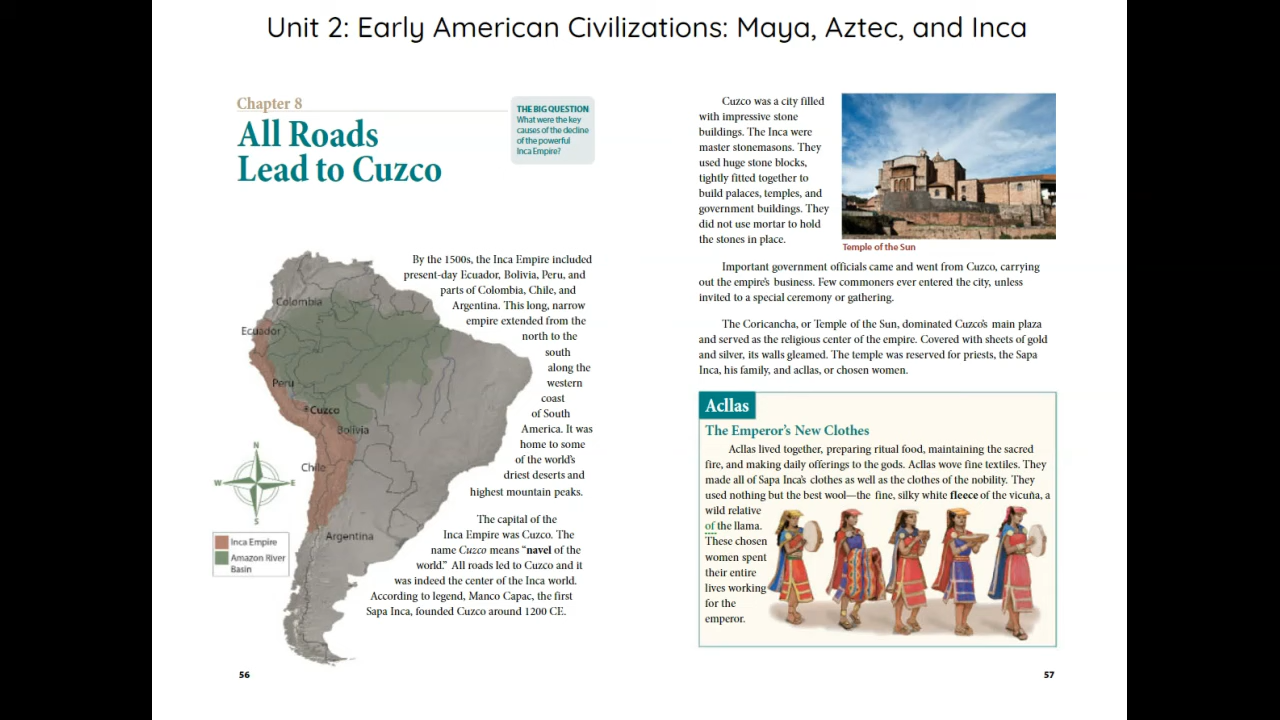 Unit 2: Early American Civilizations: Maya, Aztec, and Inca
Chapter 8
All Roads
Lead to Cuzco
THE BIG QUESTION
What were the key
causes of the decline
of the powerful
Inca Empire?
By the 1500s, the Inca Empire included
present-day Ecuador, Bolivia, Peru, and
parts of Colombia, Chile, and
Argentina. This long, narrow
empire extended from the
north to the
south
along the
western
coast
of South
America. It was
home to some
of the world's
driest deserts and
highest mountain peaks.
The capital of the
Inca Empire was Cuzco. The
name Cuzco means “navel of the
world.” All roads led to Cuzco and it
was indeed the center of the Inca world.
According to legend, Manco Capac, the first
Sapa Inca, founded Cuzco around 1200 CE.
Colombia
Ecuador
Peru
Cuzco
Bolivia
Chile
Argentina
N
W
E
S
Inca Empire
Amazon River
Basin
56
Cuzco was a city filled
with impressive stone
buildings. The Inca were
master stonemasons. They
used huge stone blocks,
tightly fitted together to
build palaces, temples, and
government buildings. They
did not use mortar to hold
the stones in place.
Temple of the Sun
Important government officials came and went from Cuzco, carrying
out the empire's business. Few commoners ever entered the city, unless
invited to a special ceremony or gathering.
The Coricancha, or Temple of the Sun, dominated Cuzco's main plaza
and served as the religious center of the empire. Covered with sheets of gold
and silver, its walls gleamed. The temple was reserved for priests, the Sapa
Inca, his family, and acllas, or chosen women.
Acllas
The Emperor's New Clothes
Acllas lived together, preparing ritual food, maintaining the sacred
fire, and making daily offerings to the gods. Acllas wove fine textiles. They
made all of Sapa Inca's clothes as well as the clothes of the nobility. They
used nothing but the best wool—the fine, silky white fleece of the vicuña, a
wild relative
of the llama.
These chosen
women spent
their entire
lives working
for the
emperor.
57